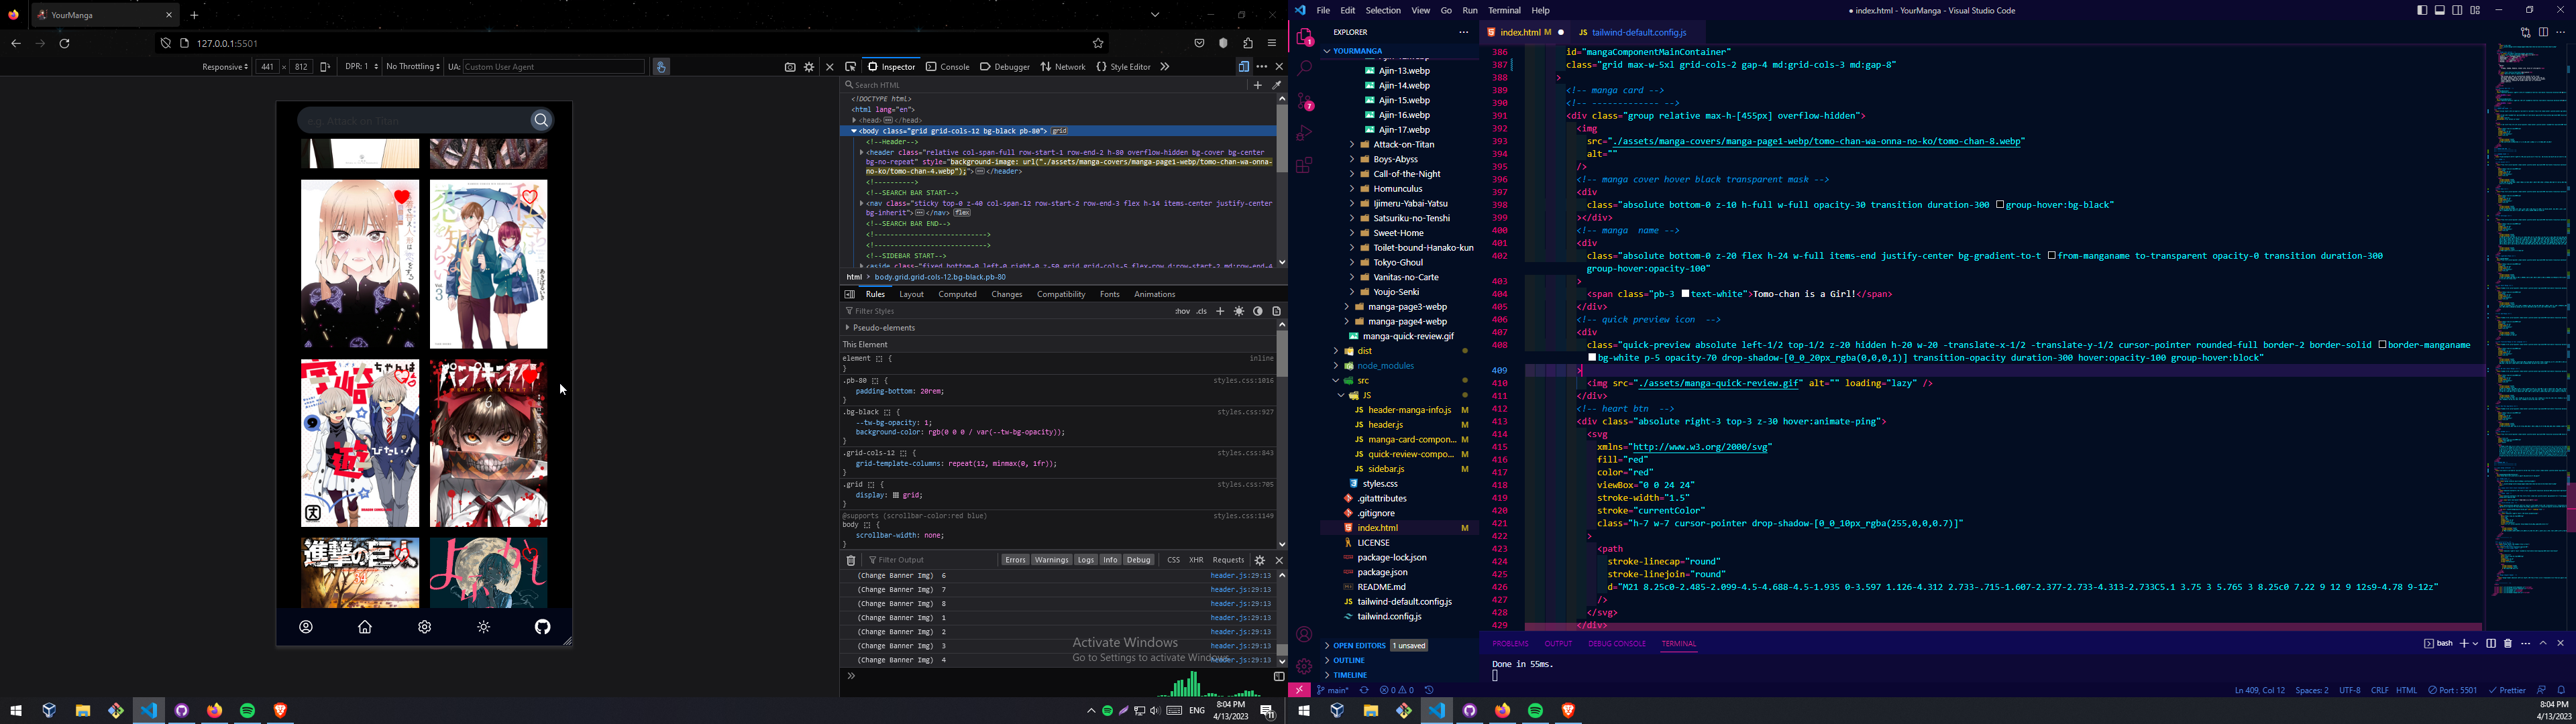 YourManga
127.0.0.1:5501
Responsive
441 × 812
DPR: 1
No Throttling
UA: Custom User Agent
e.g. Attack on Titan
Inspector
Console
Debugger
Network
Style Editor
Search HTML
<!DOCTYPE html>
<html lang="en">
<head> </head>
<body class="grid grid-cols-12 bg-black pb-80"> grid
<!--Header-->
<header class="relative col-span-full row-start-1 row-end-2 h-80 overflow-hidden bg-cover bg-center
bg-no-repeat" style="background-image: url("./assets/manga-covers/manga-page1-webp/tomo-chan-wa-onna-
no-ko/tomo-chan-4.webp");"> </header>
<!---------->
<!--SEARCH BAR START-->
<nav class="sticky top-0 z-40 col-span-12 row-start-2 row-end-3 flex h-14 items-center justify-center
bg-inherit"> </nav> flex
<!--SEARCH BAR END-->
<!--SIDEBAR START-->
<aside class="fixed bottom-0 left-0 right-0 z-50 grid grid-cols-5 flex-row d:row-start-2 md:row-end-4
html > body.grid.grid-cols-12.bg-black.pb-80
Rules
Layout
Computed
Changes
Compatibility
Fonts
Animations
Filter Styles
:hov .cls
Pseudo-elements
This Element
element { inline
}
.pb-80 { styles.css:1016
padding-bottom: 20rem;
}
.bg-black { styles.css:927
--tw-bg-opacity: 1;
background-color: rgb(0 0 0 / var(--tw-bg-opacity));
}
.grid-cols-12 { styles.css:843
grid-template-columns: repeat(12, minmax(0, 1fr));
}
.grid { styles.css:705
display: grid;
}
@supports (scrollbar-color:red blue) styles.css:1149
body {
scrollbar-width: none;
}
Filter Output
Errors
Warnings
Logs
Info
Debug
CSS
XHR
Requests
(Change Banner Img) 6 header.js:29:13
(Change Banner Img) 7 header.js:29:13
(Change Banner Img) 8 header.js:29:13
(Change Banner Img) 1 header.js:29:13
(Change Banner Img) 2 header.js:29:13
(Change Banner Img) 3 header.js:29:13
(Change Banner Img) 4 header.js:29:13
Activate Windows
Go to Settings to activate Windows.
進撃の巨人
ENG
8:04 PM
4/13/2023
File Edit Selection View Go Run Terminal Help
index.html - YourManga - Visual Studio Code
EXPLORER
YOURMANGA
Ajin-13.webp
Ajin-14.webp
Ajin-15.webp
Ajin-16.webp
Ajin-17.webp
Attack-on-Titan
Boys-Abyss
Call-of-the-Night
Homunculus
Ijimeru-Yabai-Yatsu
Satsuriku-no-Tenshi
Sweet-Home
Toilet-bound-Hanako-kun
Tokyo-Ghoul
Vanitas-no-Carte
Youjo-Senki
manga-page3-webp
manga-page4-webp
manga-quick-review.gif
dist
node_modules
src
JS
header-manga-info.js M
header.js M
manga-card-compon... M
quick-review-compo... M
sidebar.js M
styles.css
.gitattributes
.gitignore
index.html M
LICENSE
package-lock.json
package.json
README.md
tailwind-default.config.js
tailwind.config.js
OPEN EDITORS 1 unsaved
OUTLINE
TIMELINE
index.html M
tailwind-default.config.js
386 id="mangaComponentMainContainer"
387 class="grid max-w-5xl grid-cols-2 gap-4 md:grid-cols-3 md:gap-8"
388 >
389 <!-- manga card -->
390 <!-- ------------- -->
391 <div class="group relative max-h-[455px] overflow-hidden">
392 <img
393 src="./assets/manga-covers/manga-page1-webp/tomo-chan-wa-onna-no-ko/tomo-chan-8.webp"
394 alt=""
395 />
396 <!-- manga cover hover black transparent mask -->
397 <div
398 class="absolute bottom-0 z-10 h-full w-full opacity-30 transition duration-300 group-hover:bg-black"
399 ></div>
400 <!-- manga  name -->
401 <div
402 class="absolute bottom-0 z-20 flex h-24 w-full items-end justify-center bg-gradient-to-t from-manganame to-transparent opacity-0 transition duration-300
group-hover:opacity-100"
403 >
404 <span class="pb-3 text-white">Tomo-chan is a Girl!</span>
405 </div>
406 <!-- quick preview icon  -->
407 <div
408 class="quick-preview absolute left-1/2 top-1/2 z-20 hidden h-20 w-20 -translate-x-1/2 -translate-y-1/2 cursor-pointer rounded-full border-2 border-solid border-manganame
bg-white p-5 opacity-70 drop-shadow-[0_0_20px_rgba(0,0,0,1)] transition-opacity duration-300 hover:opacity-100 group-hover:block"
409 >
410 <img src="./assets/manga-quick-review.gif" alt="" loading="lazy" />
411 </div>
412 <!-- heart btn  -->
413 <div class="absolute right-3 top-3 z-30 hover:animate-ping">
414 <svg
415 xmlns="http://www.w3.org/2000/svg"
416 fill="red"
417 color="red"
418 viewBox="0 0 24 24"
419 stroke-width="1.5"
420 stroke="currentColor"
421 class="h-7 w-7 cursor-pointer drop-shadow-[0_0_10px_rgba(255,0,0,0.7)]"
422 >
423 <path
424 stroke-linecap="round"
425 stroke-linejoin="round"
426 d="M21 8.25c0-2.485-2.099-4.5-4.688-4.5-1.935 0-3.597 1.126-4.312 2.733-.715-1.607-2.377-2.733-4.313-2.733C5.1 3.75 3 5.765 3 8.25c0 7.22 9 12 9 12s9-4.78 9-12z"
427 />
428 </svg>
429 </div>
PROBLEMS OUTPUT DEBUG CONSOLE TERMINAL
bash
Done in 55ms.
main*
0 0
Ln 409, Col 12
Spaces: 2
UTF-8
CRLF
HTML
Port : 5501
Prettier
8:04 PM
4/13/2023